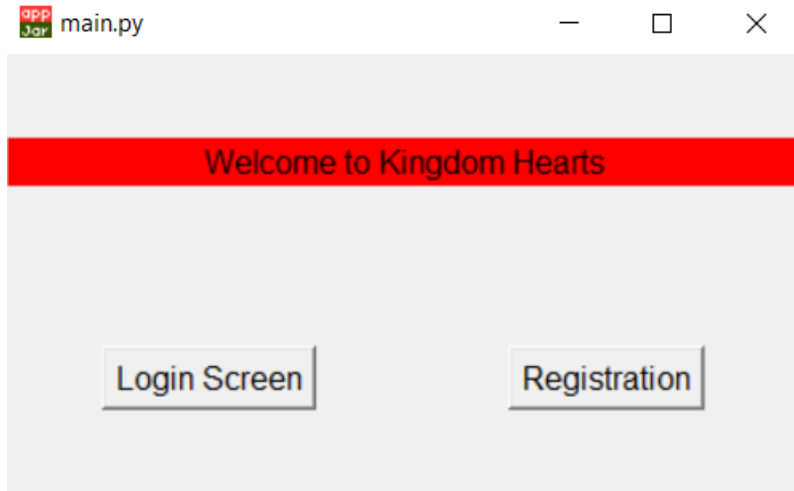 app
Jar
main.py
Welcome to Kingdom Hearts
Login Screen
Registration